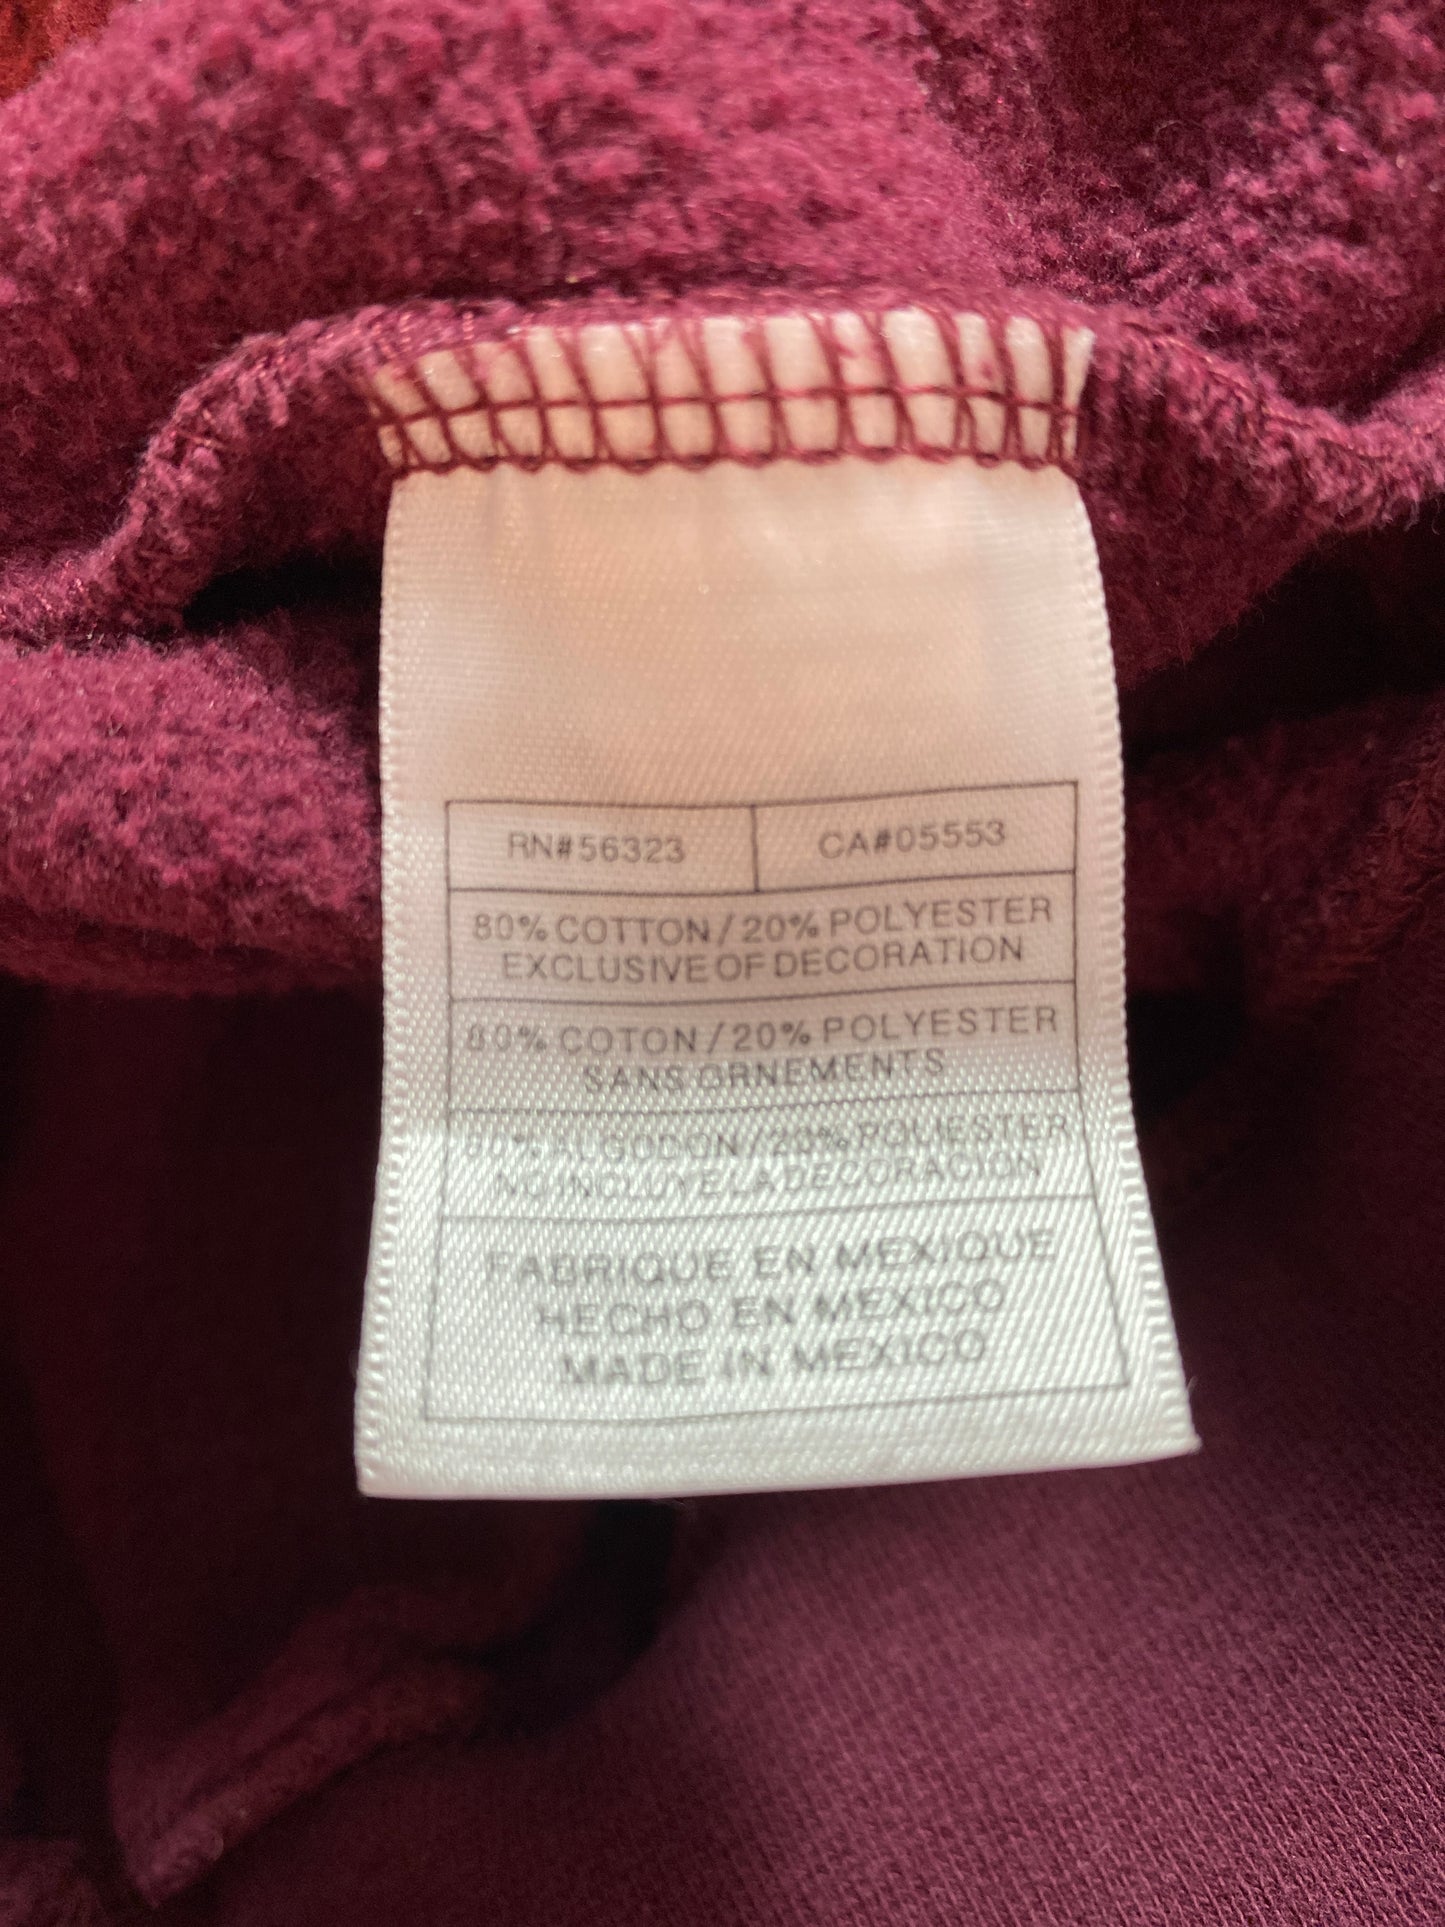 RN#56323
CA#05553
80% COTTON/20% POLYESTER
EXCLUSIVE OF DECORATION
80% COTON/20% POLYESTER
SANS ORNEMENTS
80% ALGODON/20% POLIESTER
NO INCLUYE LA DECORACIÓN
FABRIQUE EN MEXIQUE
HECHO EN MEXICO
MADE IN MEXICO